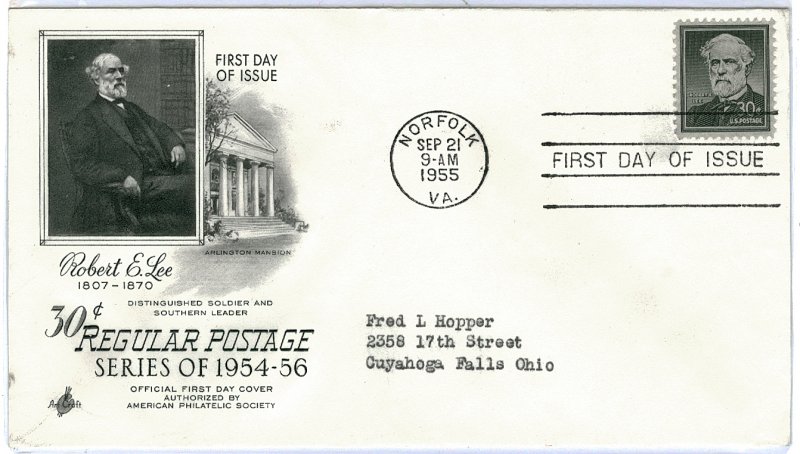 FIRST DAY
OF ISSUE
ARLINGTON MANSION
Robert E. Lee
1807-1870
DISTINGUISHED SOLDIER AND
SOUTHERN LEADER
30¢
REGULAR POSTAGE
SERIES OF 1954-56
OFFICIAL FIRST DAY COVER
AUTHORIZED BY
AMERICAN PHILATELIC SOCIETY
Art Craft
NORFOLK
SEP 21
9-AM
1955
VA.
30¢
U.S. POSTAGE
FIRST DAY OF ISSUE
Fred L Hopper
2358 17th Street
Cuyahoga Falls Ohio